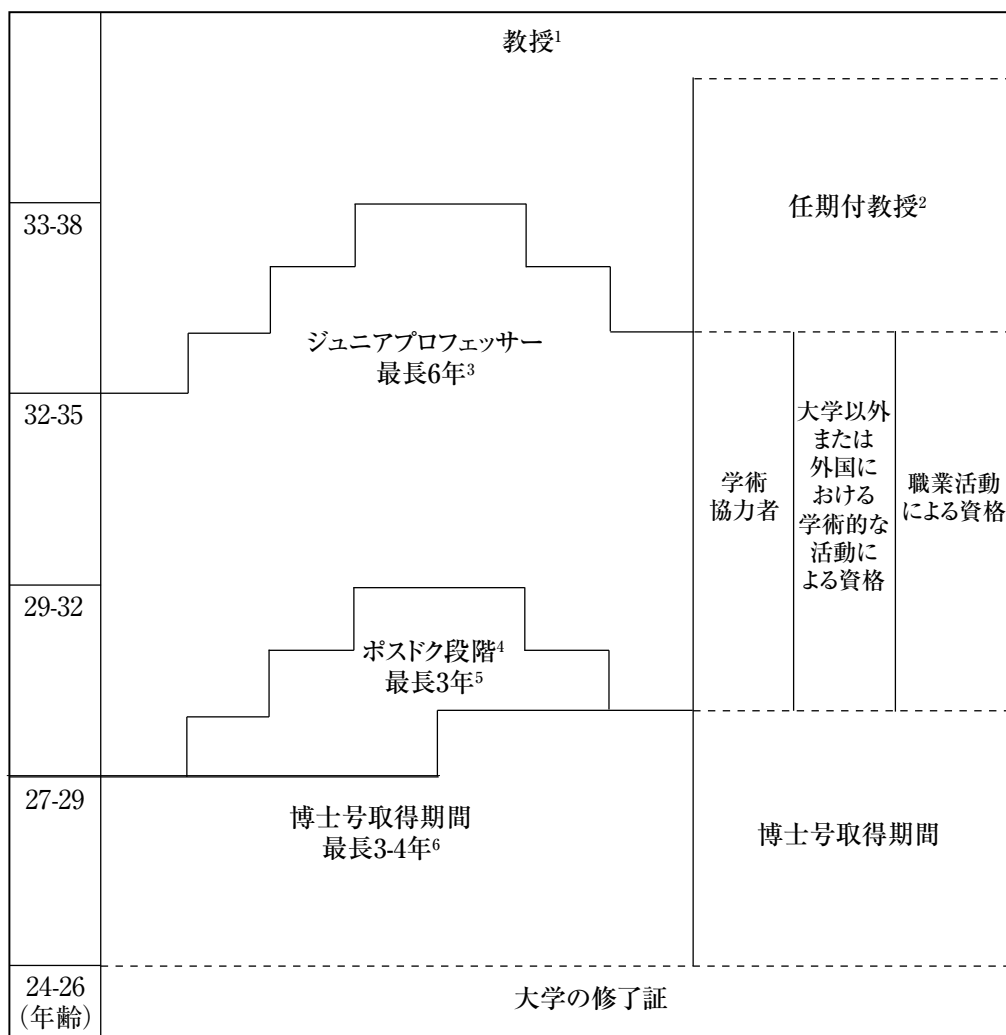 教授¹
33-38
任期付教授²
ジュニアプロフェッサー
最長6年³
32-35
学術
協力者
大学以外
または
外国に
おける
学術的な
活動に
よる資格
職業活動
による資格
29-32
ポスドク段階⁴
最長3年⁵
27-29
博士号取得期間
最長3-4年⁶
博士号取得期間
24-26
(年齢)
大学の修了証